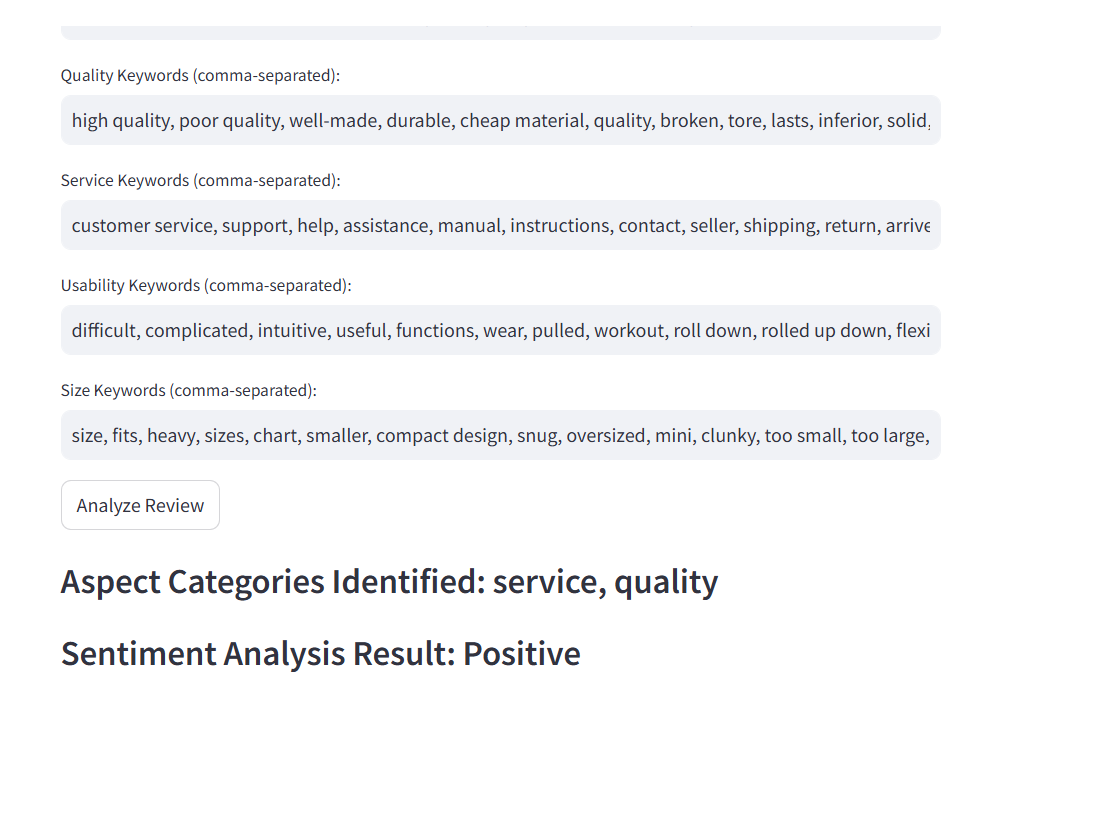 Quality Keywords (comma-separated):
high quality, poor quality, well-made, durable, cheap material, quality, broken, tore, lasts, inferior, solid,
Service Keywords (comma-separated):
customer service, support, help, assistance, manual, instructions, contact, seller, shipping, return, arrive
Usability Keywords (comma-separated):
difficult, complicated, intuitive, useful, functions, wear, pulled, workout, roll down, rolled up down, flexi
Size Keywords (comma-separated):
size, fits, heavy, sizes, chart, smaller, compact design, snug, oversized, mini, clunky, too small, too large,
Analyze Review
Aspect Categories Identified: service, quality
Sentiment Analysis Result: Positive